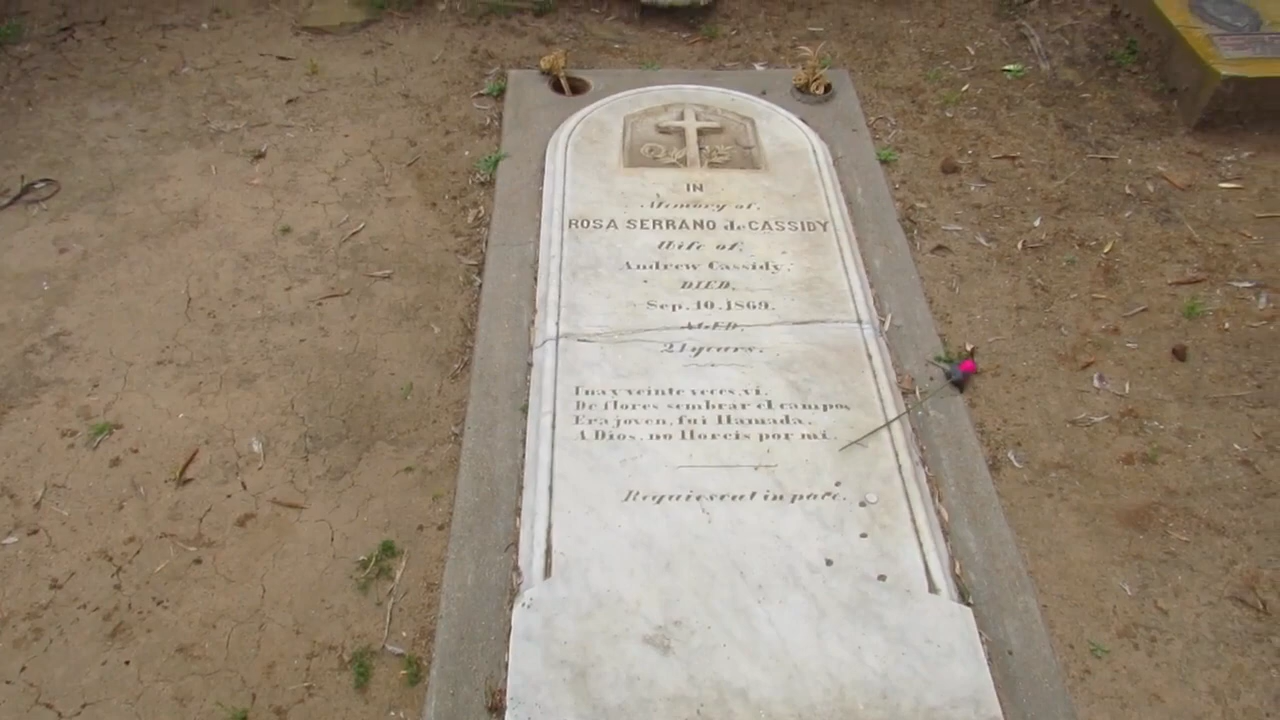 IN
Memory of,
ROSA SERRANO de CASSIDY
Wife of,
Andrew Cassidy,
DIED,
Sep. 10. 1869.
AGED,
21 years.
Una y veinte veces, vi,
De flores sembrar el campo,
Era joven, fui llamada,
A Dios, no lloreis por mi.
Requiescat in pace.